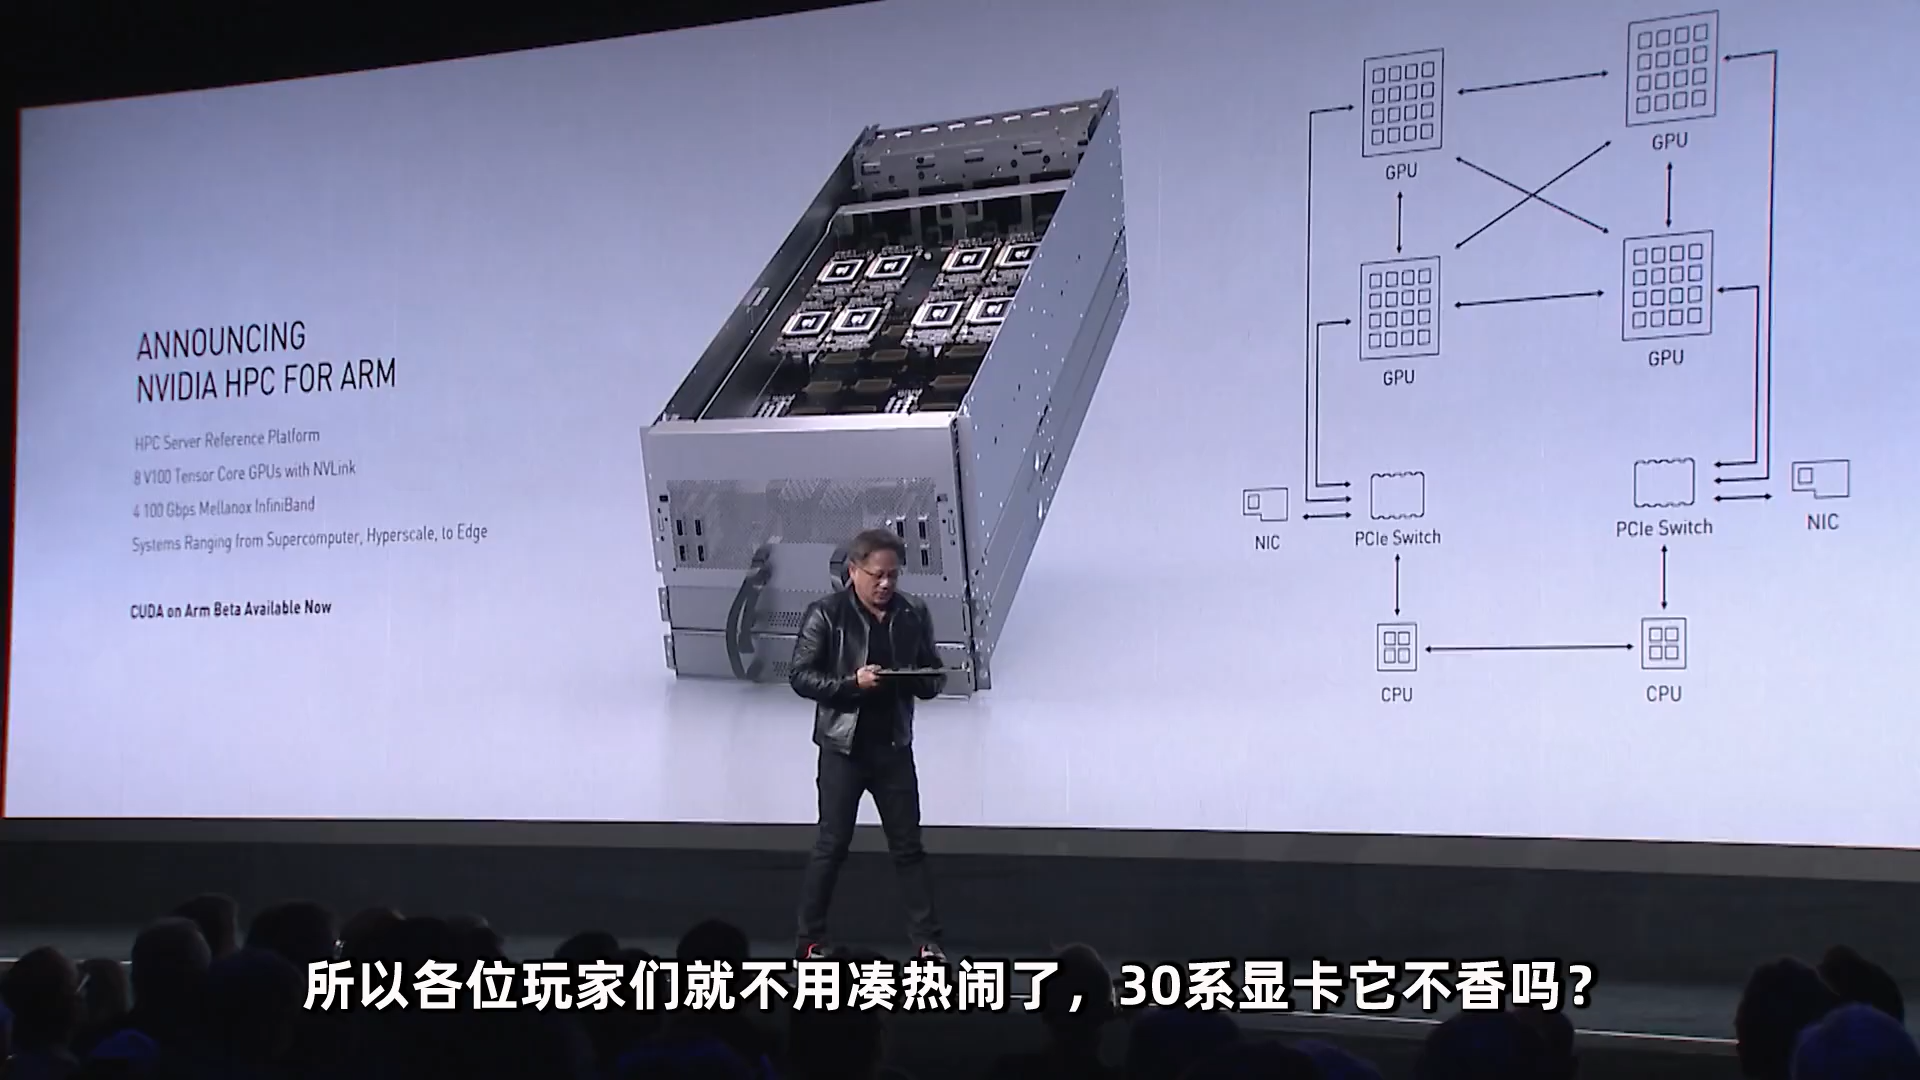 ANNOUNCING
NVIDIA HPC FOR ARM
HPC Server Reference Platform
8 V100 Tensor Core GPUs with NVLink
4 100 Gbps Mellanox InfiniBand
Systems Ranging from Supercomputer, Hyperscale, to Edge
CUDA on Arm Beta Available Now
GPU
GPU
GPU
GPU
NIC
PCIe Switch
PCIe Switch
NIC
CPU
CPU
所以各位玩家们就不用凑热闹了，30系显卡它不香吗？